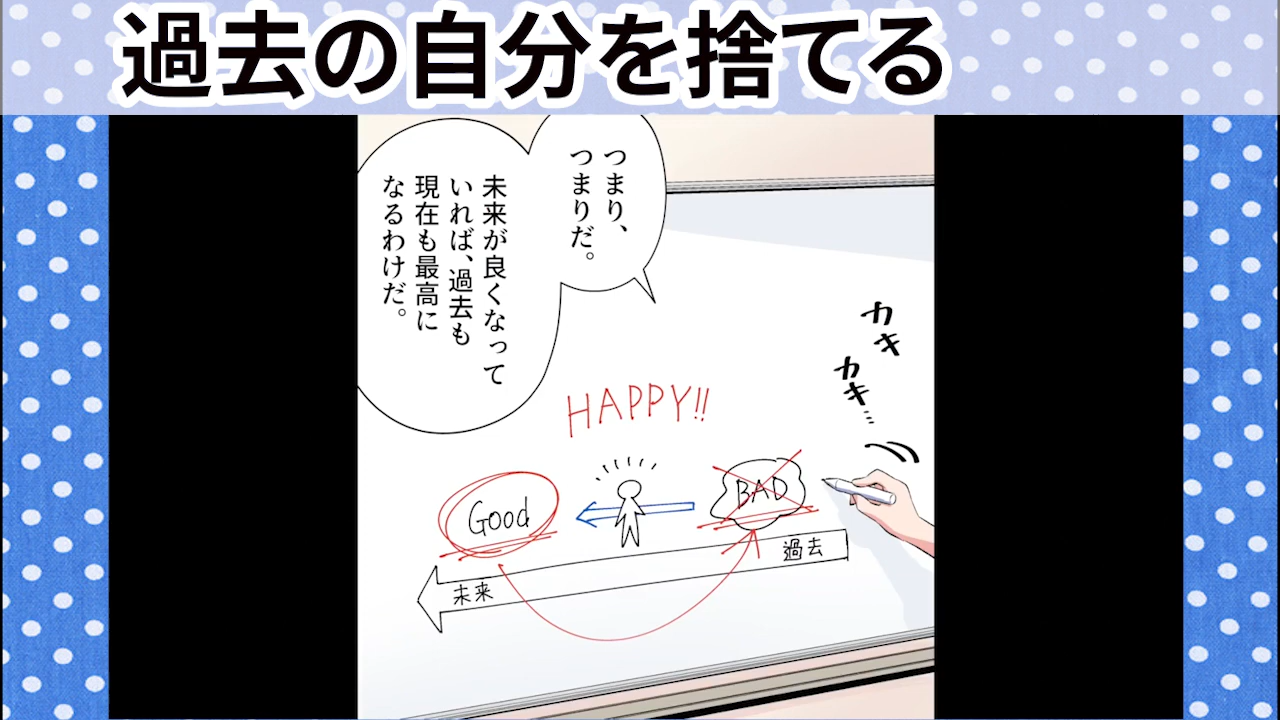 過去の自分を捨てる
つまり、
つまりだ。
未来が良くなって
いれば、過去も
現在も最高に
なるわけだ。
カキ
カキ…
HAPPY!!
Good
BAD
過去
未来